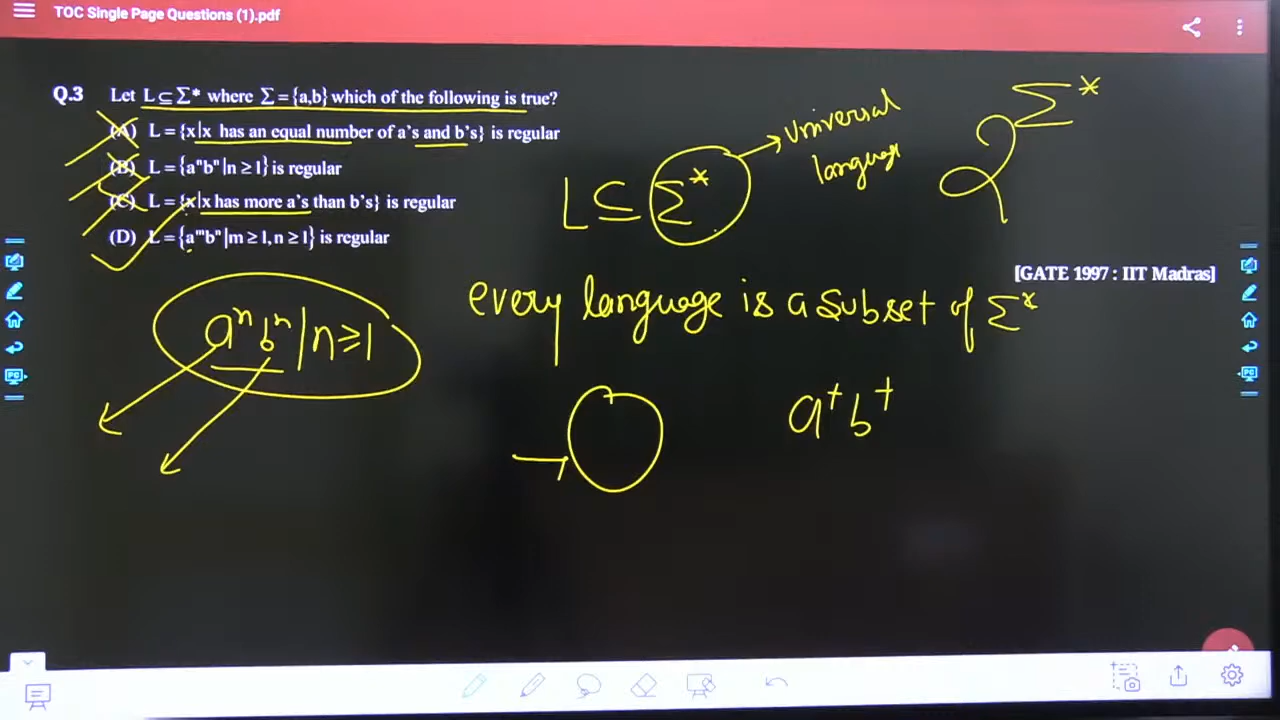 TOC Single Page Questions (1).pdf
Q.3 Let L ⊆ Σ* where Σ = {a,b} which of the following is true?
(A) L = {x|x has an equal number of a's and b's} is regular
(B) L = {aⁿbⁿ | n ≥ 1} is regular
(C) L = {x|x has more a's than b's} is regular
(D) L = {aᵐbⁿ | m ≥ 1, n ≥ 1} is regular
[GATE 1997 : IIT Madras]
L ⊆ Σ*
Universal
language
2^Σ*
every language is a subset of Σ*
aⁿbⁿ | n ≥ 1
a⁺b⁺